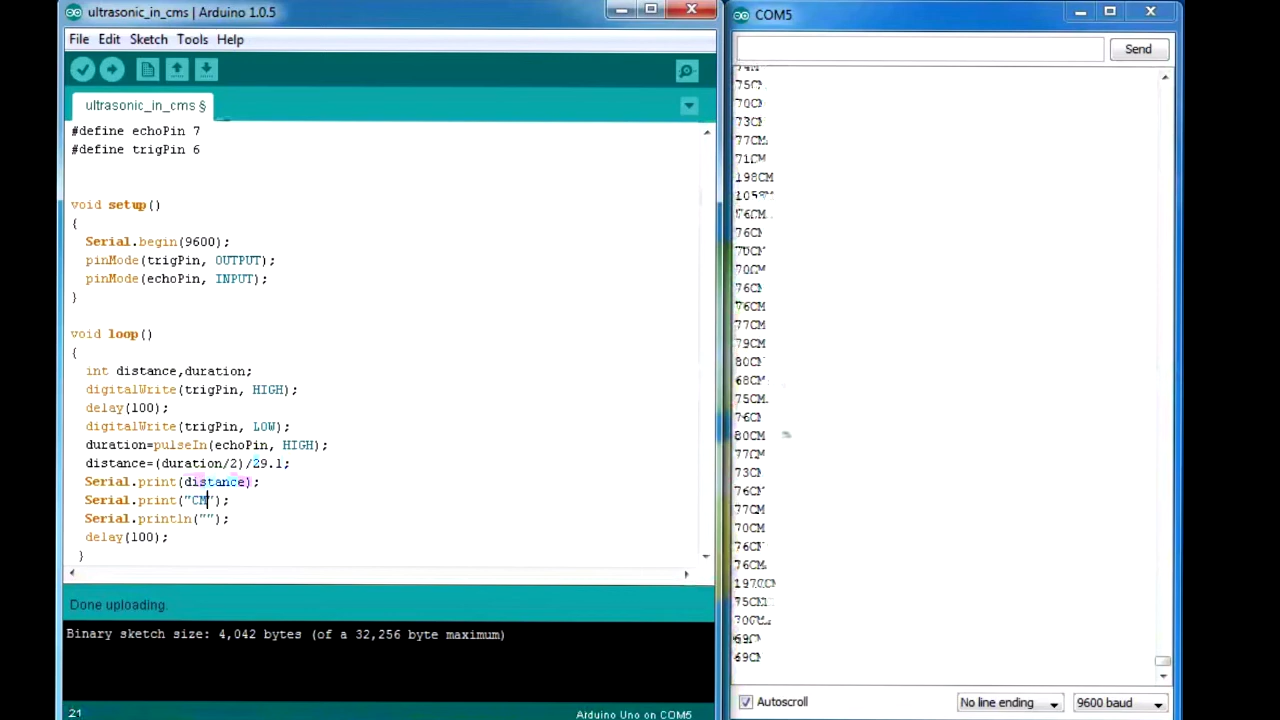 ultrasonic_in_cms | Arduino 1.0.5
File Edit Sketch Tools Help
ultrasonic_in_cms §
#define echoPin 7
#define trigPin 6
void setup()
{
Serial.begin(9600);
pinMode(trigPin, OUTPUT);
pinMode(echoPin, INPUT);
}
void loop()
{
int distance,duration;
digitalWrite(trigPin, HIGH);
delay(100);
digitalWrite(trigPin, LOW);
duration=pulseIn(echoPin, HIGH);
distance=(duration/2)/29.1;
Serial.print(distance);
Serial.print("CM");
Serial.println("");
delay(100);
}
Done uploading.
Binary sketch size: 4,042 bytes (of a 32,256 byte maximum)
21
Arduino Uno on COM5
COM5
Send
75CM
70CM
73CM
77CM
71CM
198CM
76CM
76CM
70CM
70CM
76CM
76CM
77CM
79CM
80CM
68CM
75CM
76CM
80CM
77CM
73CM
76CM
77CM
70CM
76CM
76CM
197CM
75CM
70CM
69CM
69CM
Autoscroll
No line ending
9600 baud